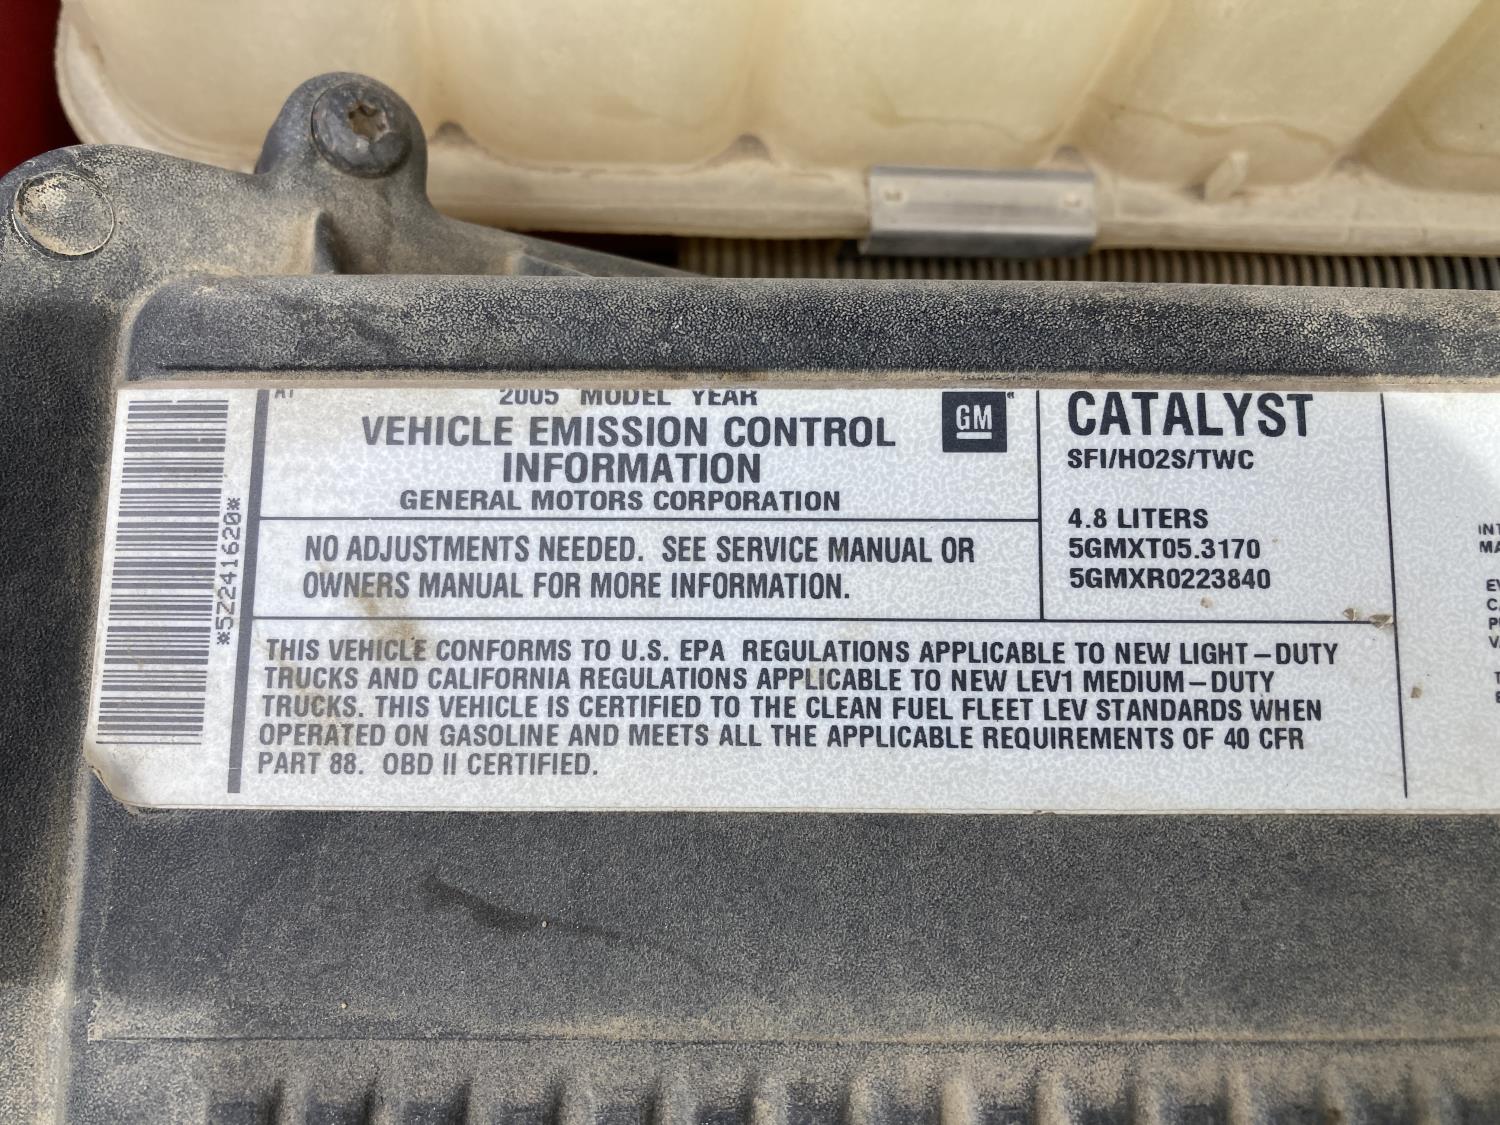 *5Z241620*
2005 MODEL YEAR
VEHICLE EMISSION CONTROL
INFORMATION
GENERAL MOTORS CORPORATION
GM
NO ADJUSTMENTS NEEDED. SEE SERVICE MANUAL OR
OWNERS MANUAL FOR MORE INFORMATION.
CATALYST
SFI/HO2S/TWC
4.8 LITERS
5GMXT05.3170
5GMXR0223840
THIS VEHICLE CONFORMS TO U.S. EPA REGULATIONS APPLICABLE TO NEW LIGHT-DUTY
TRUCKS AND CALIFORNIA REGULATIONS APPLICABLE TO NEW LEV1 MEDIUM-DUTY
TRUCKS. THIS VEHICLE IS CERTIFIED TO THE CLEAN FUEL FLEET LEV STANDARDS WHEN
OPERATED ON GASOLINE AND MEETS ALL THE APPLICABLE REQUIREMENTS OF 40 CFR
PART 88. OBD II CERTIFIED.